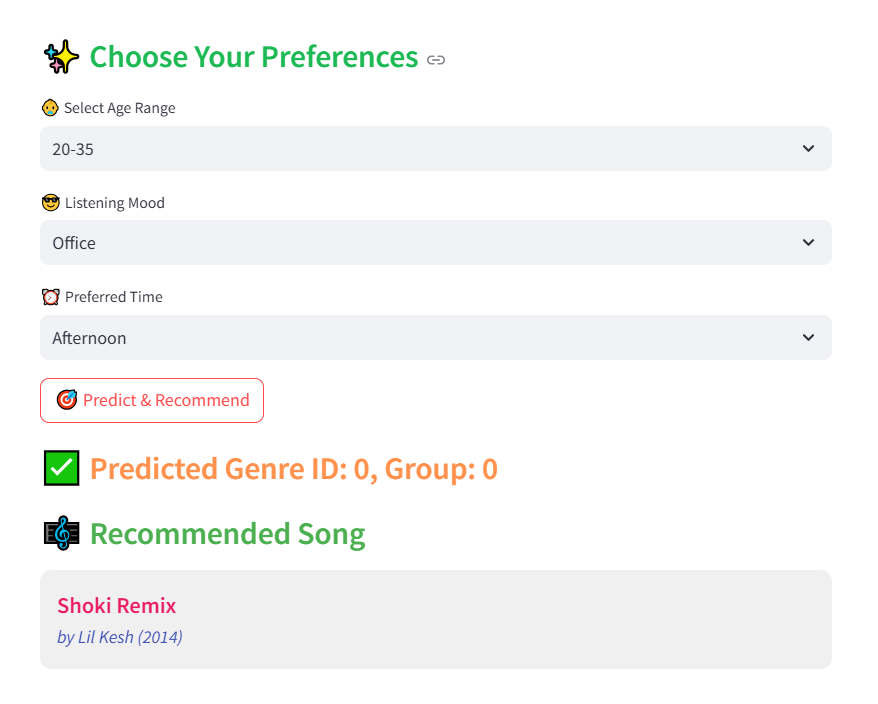 Choose Your Preferences
Select Age Range
20-35
Listening Mood
Office
Preferred Time
Afternoon
Predict & Recommend
Predicted Genre ID: 0, Group: 0
Recommended Song
Shoki Remix
by Lil Kesh (2014)